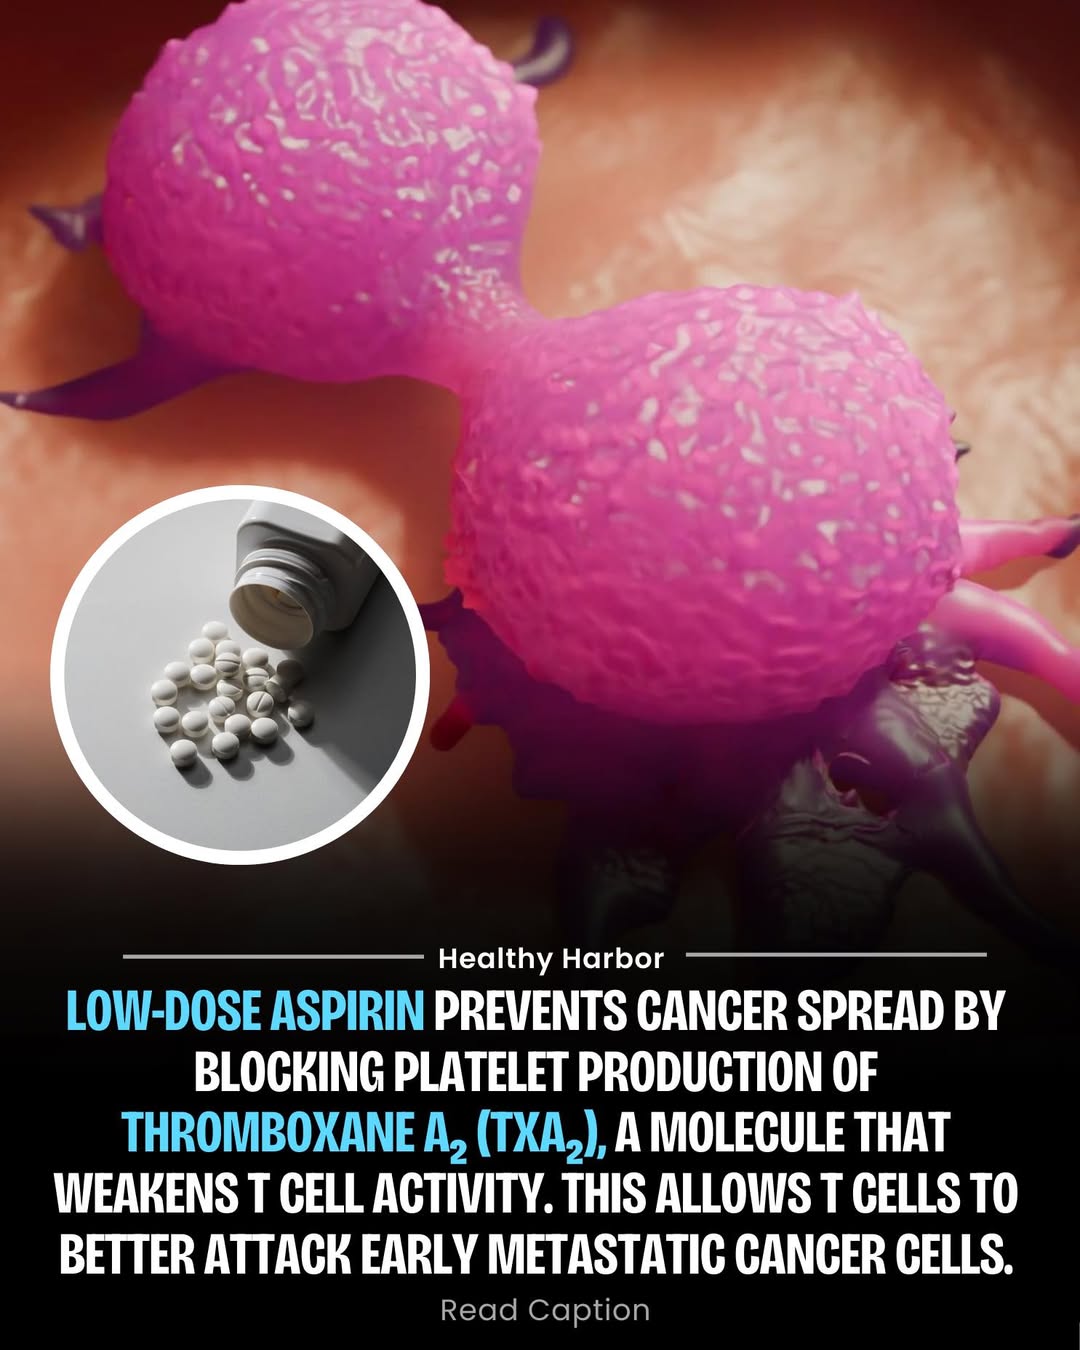 Healthy Harbor
LOW-DOSE ASPIRIN PREVENTS CANCER SPREAD BY
BLOCKING PLATELET PRODUCTION OF
THROMBOXANE A₂ (TXA₂), A MOLECULE THAT
WEAKENS T CELL ACTIVITY. THIS ALLOWS T CELLS TO
BETTER ATTACK EARLY METASTATIC CANCER CELLS.
Read Caption